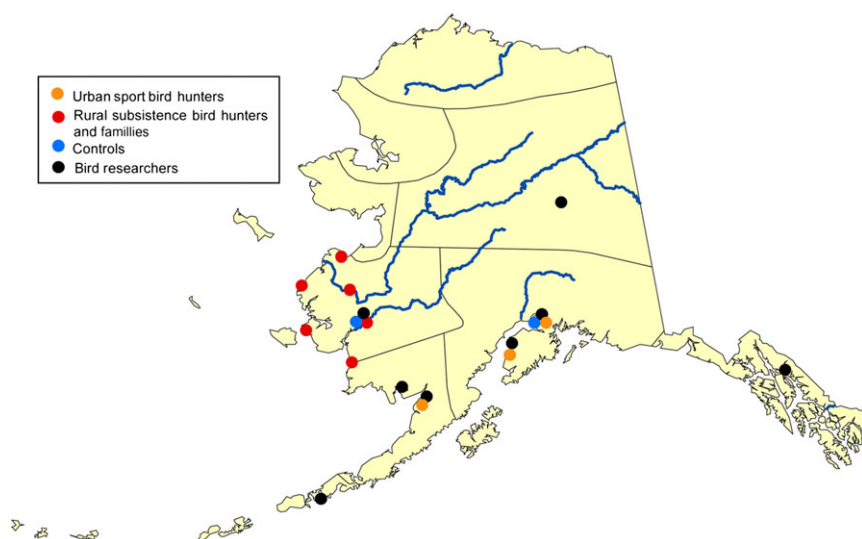 Urban sport bird hunters
Rural subsistence bird hunters
and famillies
Controls
Bird researchers